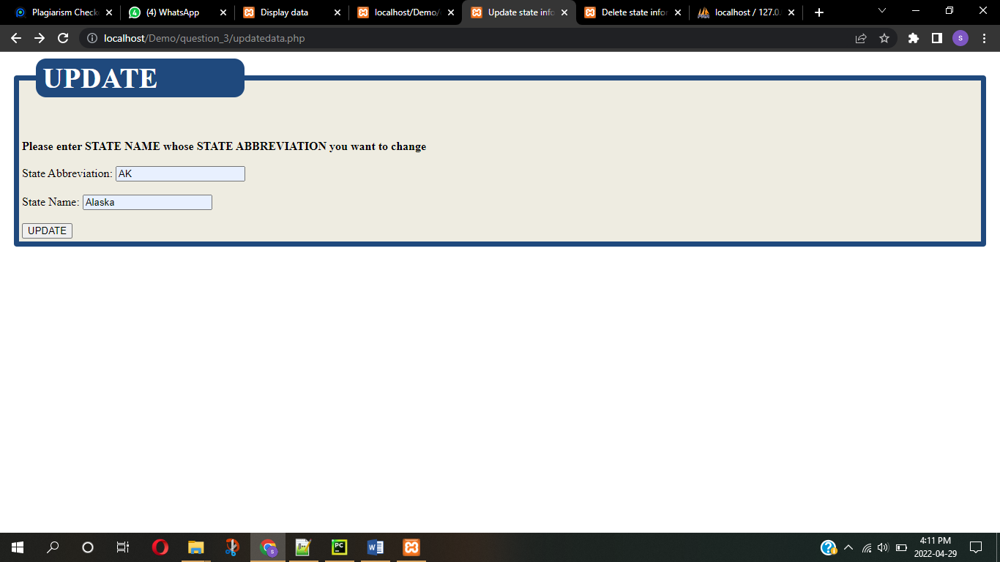 Plagiarism Check
(4) WhatsApp
Display data
localhost/Demo/
Update state info
Delete state infor
localhost / 127.0.
localhost/Demo/question_3/updatedata.php
s
UPDATE
Please enter STATE NAME whose STATE ABBREVIATION you want to change
State Abbreviation: AK
State Name: Alaska
UPDATE
4:11 PM
2022-04-29